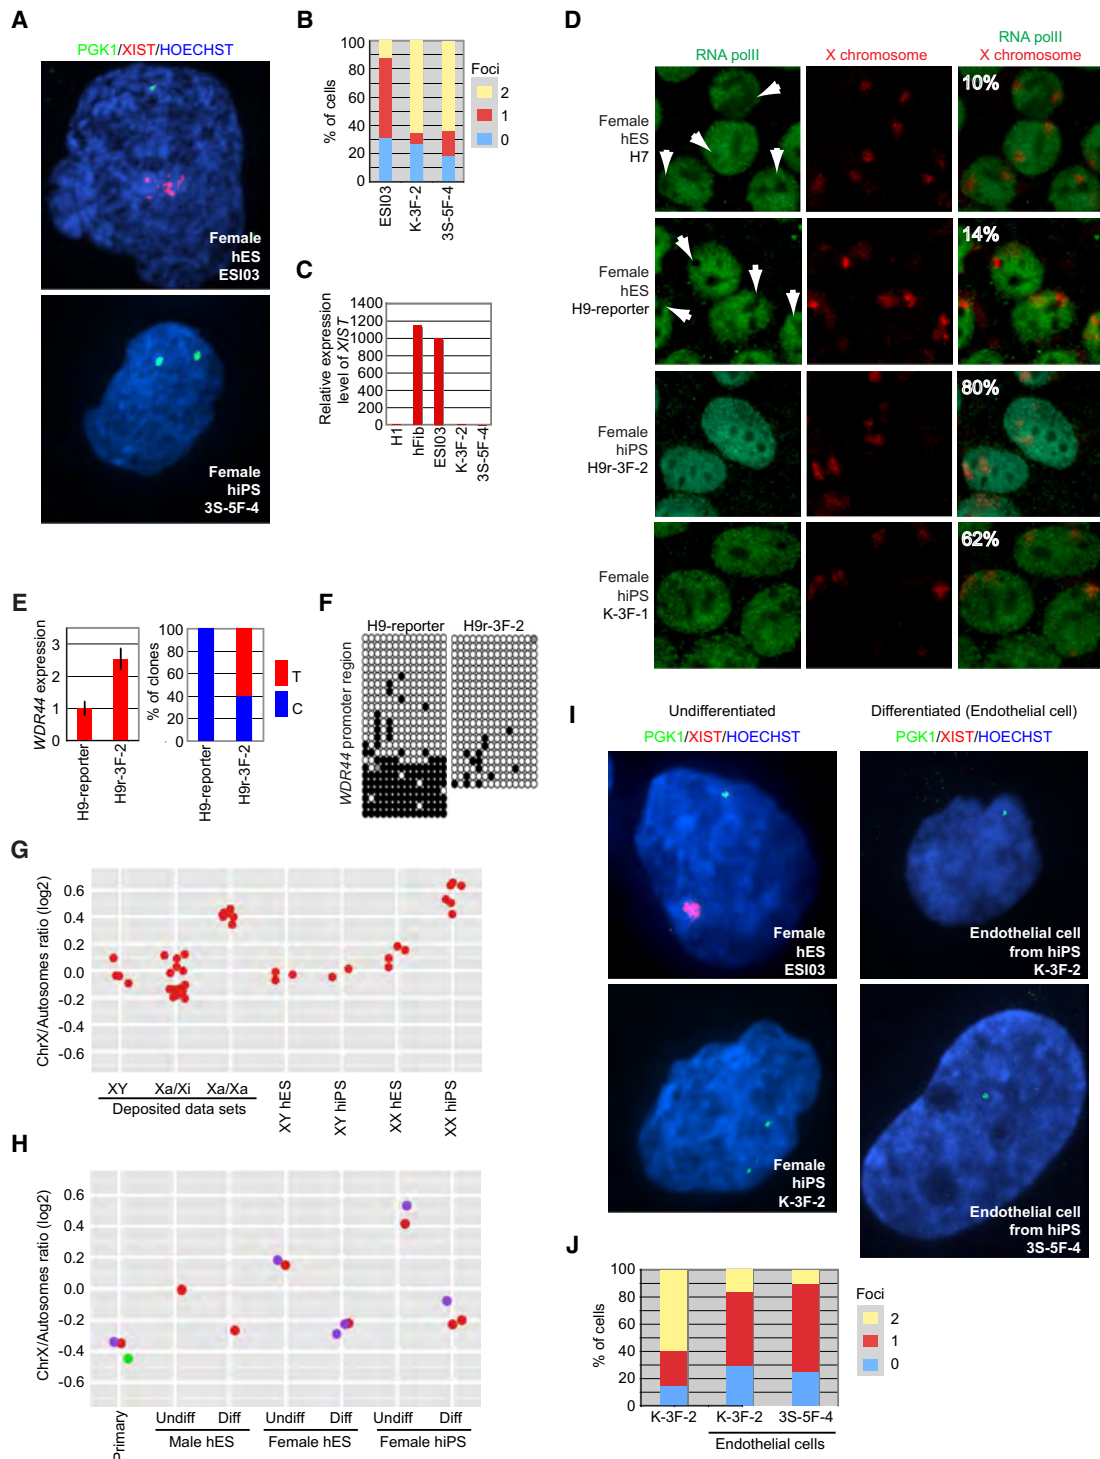 A
PGK1/XIST/HOECHST
Female
hES
ESI03
Female
hiPS
3S-5F-4
B
% of cells
100
80
60
40
20
0
ESI03
K-3F-2
3S-5F-4
Foci
2
1
0
C
Relative expression
level of XIST
1400
1200
1000
800
600
400
200
0
H1
hFib
ESI03
K-3F-2
3S-5F-4
D
RNA polII
X chromosome
RNA polII
X chromosome
Female
hES
H7
10%
Female
hES
H9-reporter
14%
Female
hiPS
H9r-3F-2
80%
Female
hiPS
K-3F-1
62%
E
WDR44 expression
3
2
1
0
H9-reporter
H9r-3F-2
% of clones
100
80
60
40
20
0
H9-reporter
H9r-3F-2
T
C
F
H9-reporter
H9r-3F-2
WDR44 promoter region
G
ChrX/Autosomes ratio (log2)
0.6
0.4
0.2
0.0
-0.2
-0.4
-0.6
XY
Xa/Xi
Xa/Xa
Deposited data sets
XY hES
XY hiPS
XX hES
XX hiPS
H
ChrX/Autosomes ratio (log2)
0.6
0.4
0.2
0.0
-0.2
-0.4
-0.6
Primary
Undiff
Diff
Undiff
Diff
Undiff
Diff
Male hES
Female hES
Female hiPS
I
Undifferentiated
Differentiated (Endothelial cell)
PGK1/XIST/HOECHST
PGK1/XIST/HOECHST
Female
hES
ESI03
Endothelial cell
from hiPS
K-3F-2
Female
hiPS
K-3F-2
Endothelial cell
from hiPS
3S-5F-4
J
% of cells
100
80
60
40
20
0
K-3F-2
K-3F-2
3S-5F-4
Endothelial cells
Foci
2
1
0